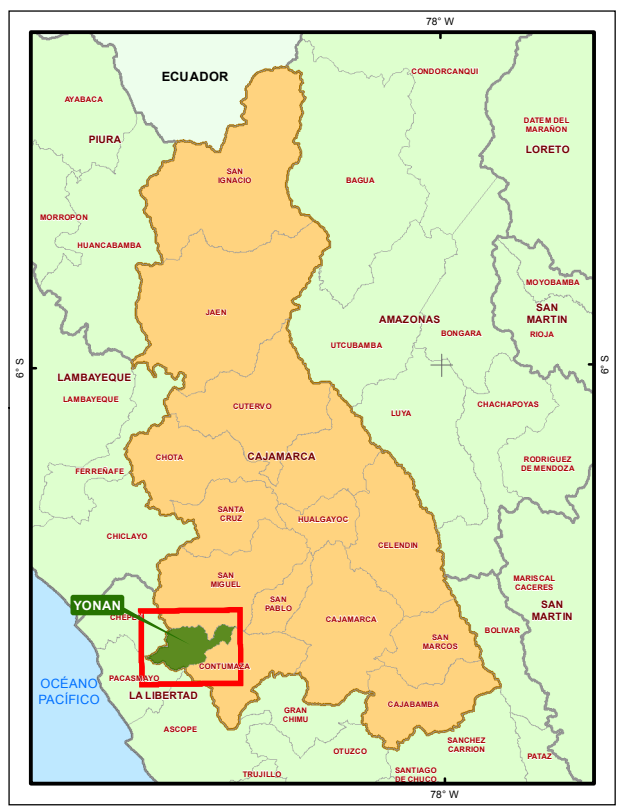 78° W
ECUADOR
CONDORCANQUI
AYABACA
DATEM DEL
MARAÑON
PIURA
LORETO
SAN
IGNACIO
BAGUA
MORROPON
HUANCABAMBA
MOYOBAMBA
SAN
MARTIN
JAEN
AMAZONAS
BONGARA
RIOJA
UTCUBAMBA
6° S
6° S
LAMBAYEQUE
LAMBAYEQUE
CUTERVO
LUYA
CHACHAPOYAS
CHOTA
CAJAMARCA
FERREÑAFE
RODRIGUEZ
DE MENDOZA
SANTA
CRUZ
HUALGAYOC
CHICLAYO
CELENDIN
SAN
MIGUEL
MARISCAL
CACERES
YONAN
SAN
PABLO
SAN
MARTIN
CHEPEN
CAJAMARCA
BOLIVAR
SAN
MARCOS
CONTUMAZA
PACASMAYO
OCÉANO
PACÍFICO
LA LIBERTAD
CAJABAMBA
GRAN
CHIMU
ASCOPE
SANCHEZ
CARRION
OTUZCO
PATAZ
TRUJILLO
SANTIAGO
DE CHUCO
78° W